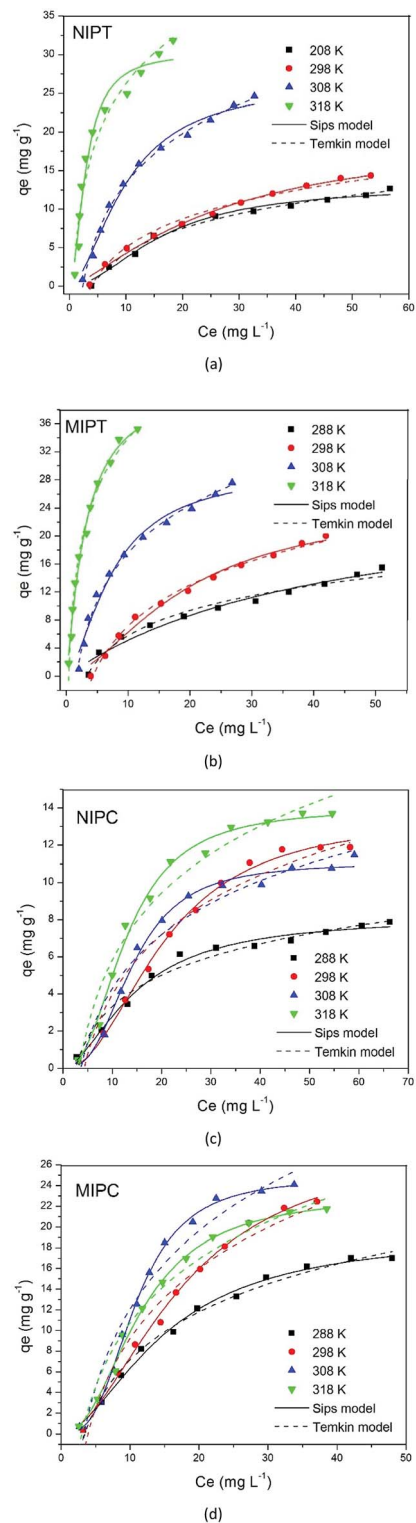 NIPT
35
30
25
20
15
10
5
0
qe (mg g⁻¹)
208 K
298 K
308 K
318 K
Sips model
Temkin model
0 10 20 30 40 50 60
Ce (mg L⁻¹)
(a)
MIPT
36
32
28
24
20
16
12
8
4
0
qe (mg g⁻¹)
288 K
298 K
308 K
318 K
Sips model
Temkin model
0 10 20 30 40 50
Ce (mg L⁻¹)
(b)
NIPC
14
12
10
8
6
4
2
0
qe (mg g⁻¹)
288 K
298 K
308 K
318 K
Sips model
Temkin model
0 10 20 30 40 50 60 70
Ce (mg L⁻¹)
(c)
MIPC
26
24
22
20
18
16
14
12
10
8
6
4
2
0
qe (mg g⁻¹)
288 K
298 K
308 K
318 K
Sips model
Temkin model
0 10 20 30 40 50
Ce (mg L⁻¹)
(d)